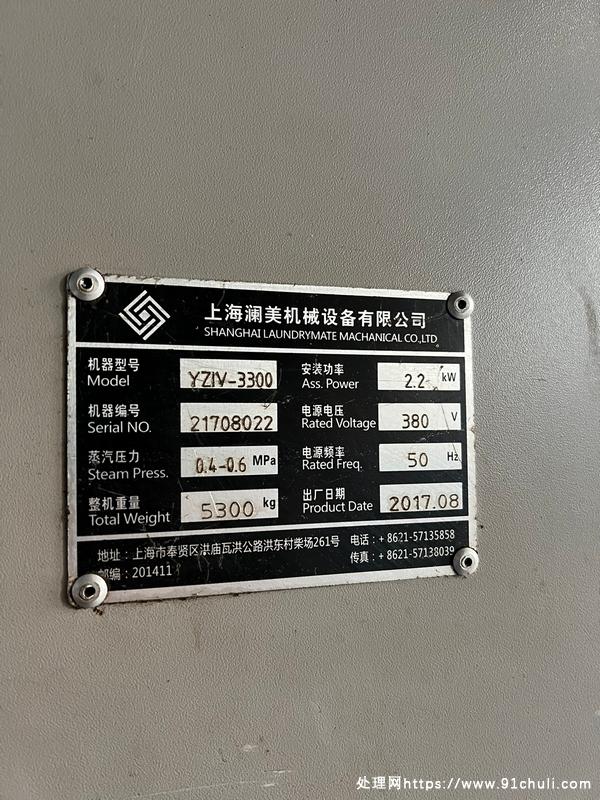 上海澜美机械设备有限公司
SHANGHAI LAUNDRYMATE MACHANICAL CO.,LTD
机器型号 Model YZIV-3300 安装功率 Ass. Power 2.2 kW
机器编号 Serial NO. 21708022 电源电压 Rated Voltage 380 V
蒸汽压力 Steam Press. 0.4-0.6 MPa 电源频率 Rated Freq. 50 Hz
整机重量 Total Weight 5300 kg 出厂日期 Product Date 2017.08
地址：上海市奉贤区洪庙瓦洪公路洪东村柴场261号 电话：+8621-57135858
邮编：201411 传真：+8621-57138039
处理网https://www.91chuli.com